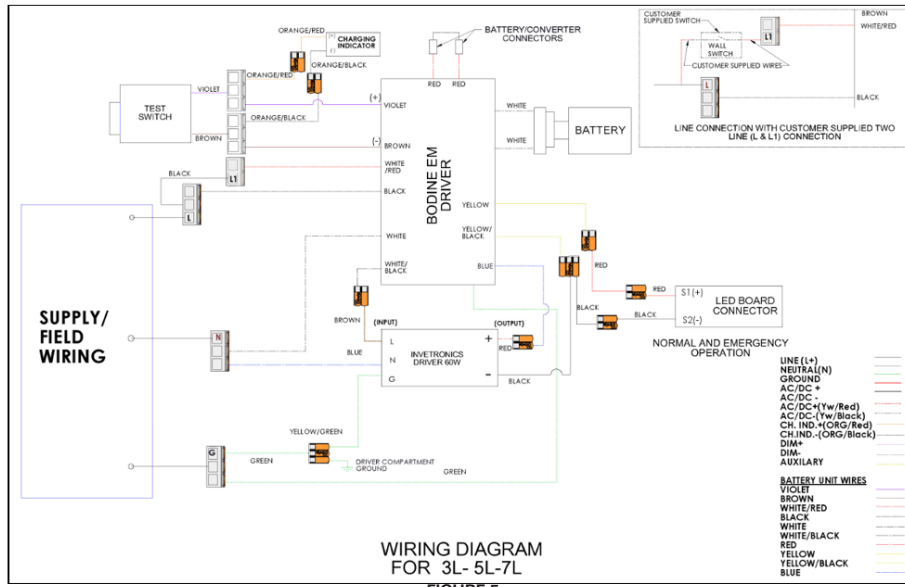 ORANGE/RED
(+)
CHARGING
INDICATOR
(-)
ORANGE/BLACK
ORANGE/RED
VIOLET
TEST
SWITCH
ORANGE/BLACK
BROWN
BLACK
L1
L
BATTERY/CONVERTER
CONNECTORS
RED
RED
(+)
VIOLET
(-)
BROWN
WHITE
/RED
BLACK
WHITE
WHITE/
BLACK
BODINE EM
DRIVER
WHITE
WHITE
BATTERY
YELLOW
YELLOW/
BLACK
BLUE
CUSTOMER
SUPPLIED SWITCH
WALL
SWITCH
CUSTOMER SUPPLIED WIRES
L1
BROWN
WHITE/RED
L
BLACK
LINE CONNECTION WITH CUSTOMER SUPPLIED TWO
LINE (L & L1) CONNECTION
SUPPLY/
FIELD
WIRING
N
BROWN
BLUE
(INPUT)
(OUTPUT)
L
N
G
INVETRONICS
DRIVER 60W
+
-
RED
BLACK
RED
RED
BLACK
BLACK
S1(+)
S2(-)
LED BOARD
CONNECTOR
NORMAL AND EMERGENCY
OPERATION
G
YELLOW/GREEN
GREEN
DRIVER COMPARTMENT
GROUND
GREEN
LINE (L+)
NEUTRAL(N)
GROUND
AC/DC +
AC/DC -
AC/DC+(Yw/Red)
AC/DC-(Yw/Black)
CH. IND.+(ORG/Red)
CH.IND.-(ORG/Black)
DIM+
DIM-
AUXILARY
BATTERY UNIT WIRES
VIOLET
BROWN
WHITE/RED
BLACK
WHITE
WHITE/BLACK
RED
YELLOW
YELLOW/BLACK
BLUE
WIRING DIAGRAM
FOR 3L- 5L-7L